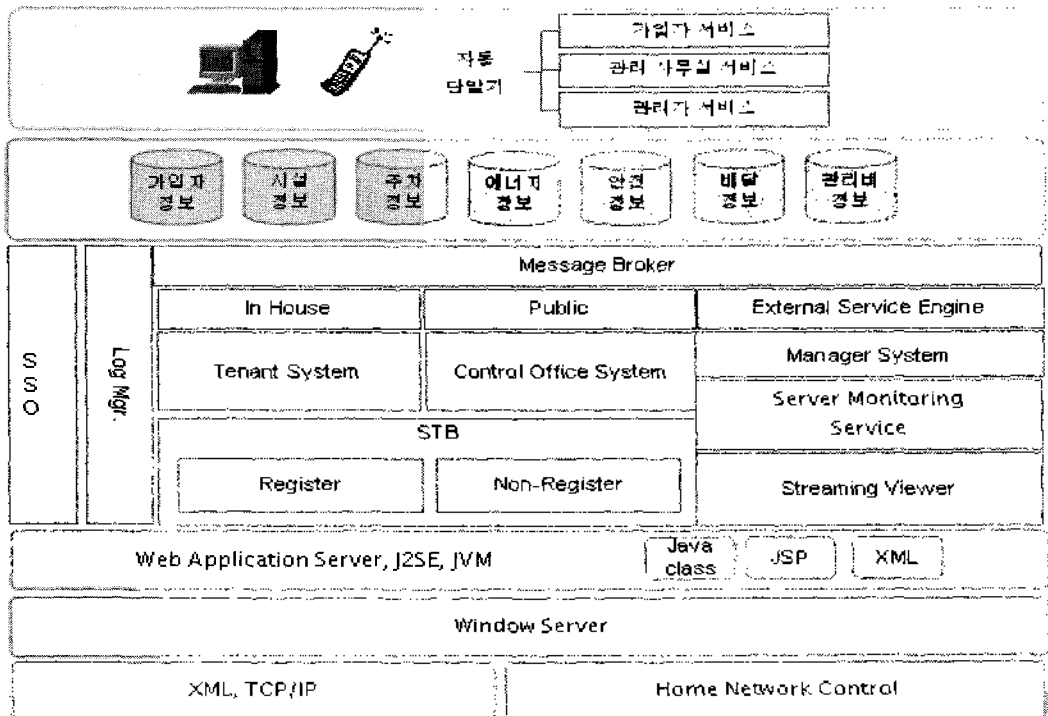 가입자 서비스
자동
단말기
관리 사무실 서비스
관리자 서비스
가입자
정보
시설
정보
주차
정보
에너지
정보
안전
정보
배달
정보
관리비
정보
SSO
Log Mgr.
Message Broker
In House
Public
External Service Engine
Tenant System
Control Office System
Manager System
Server Monitoring
Service
STB
Register
Non-Register
Streaming Viewer
Web Application Server, J2SE, JVM
Java
class
JSP
XML
Window Server
XML, TCP/IP
Home Network Control